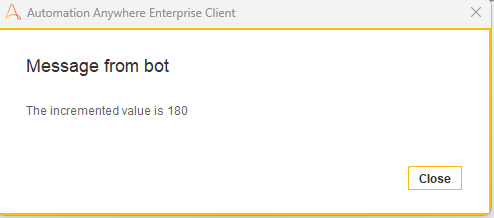 Automation Anywhere Enterprise Client
Message from bot
The incremented value is 180
Close